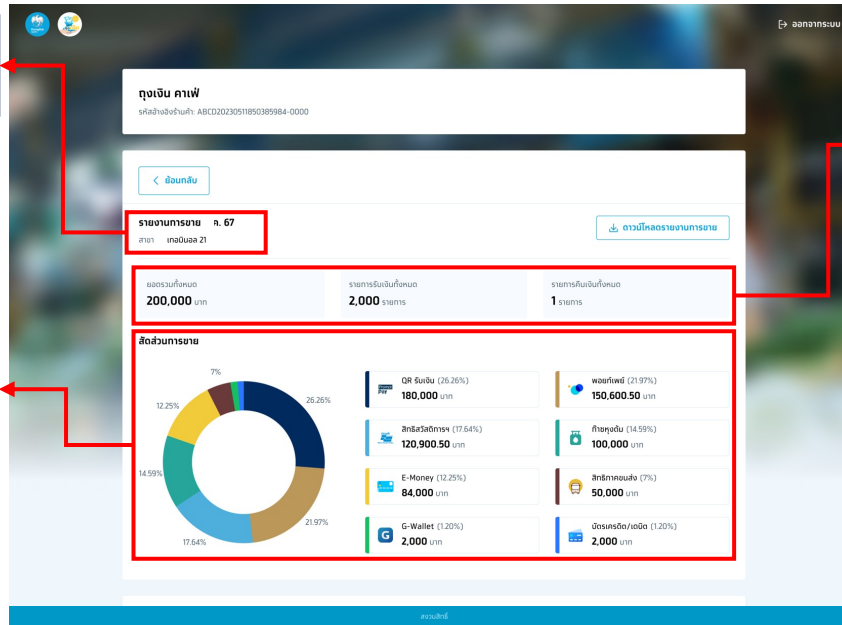 ออกจากระบบ
ถุงเงิน คาเฟ่
รหัสอ้างอิงร้านค้า: ABCD20230511850385984-0000
ย้อนกลับ
รายงานการขาย ค. 67
สาขา เทอมินอล 21
ดาวน์โหลดรายงานการขาย
ยอดรวมทั้งหมด
200,000 บาท
รายการรับเงินทั้งหมด
2,000 รายการ
รายการคืนเงินทั้งหมด
1 รายการ
สัดส่วนการขาย
7%
12.25%
26.26%
14.59%
21.97%
17.64%
QR รับเงิน (26.26%)
180,000 บาท
พอยท์เพย์ (21.97%)
150,600.50 บาท
สิทธิสวัสดิการฯ (17.64%)
120,900.50 บาท
ก๊าซหุงต้ม (14.59%)
100,000 บาท
E-Money (12.25%)
84,000 บาท
สิทธิภาคขนส่ง (7%)
50,000 บาท
G-Wallet (1.20%)
2,000 บาท
บัตรเครดิต/เดบิต (1.20%)
2,000 บาท
สงวนสิทธิ์